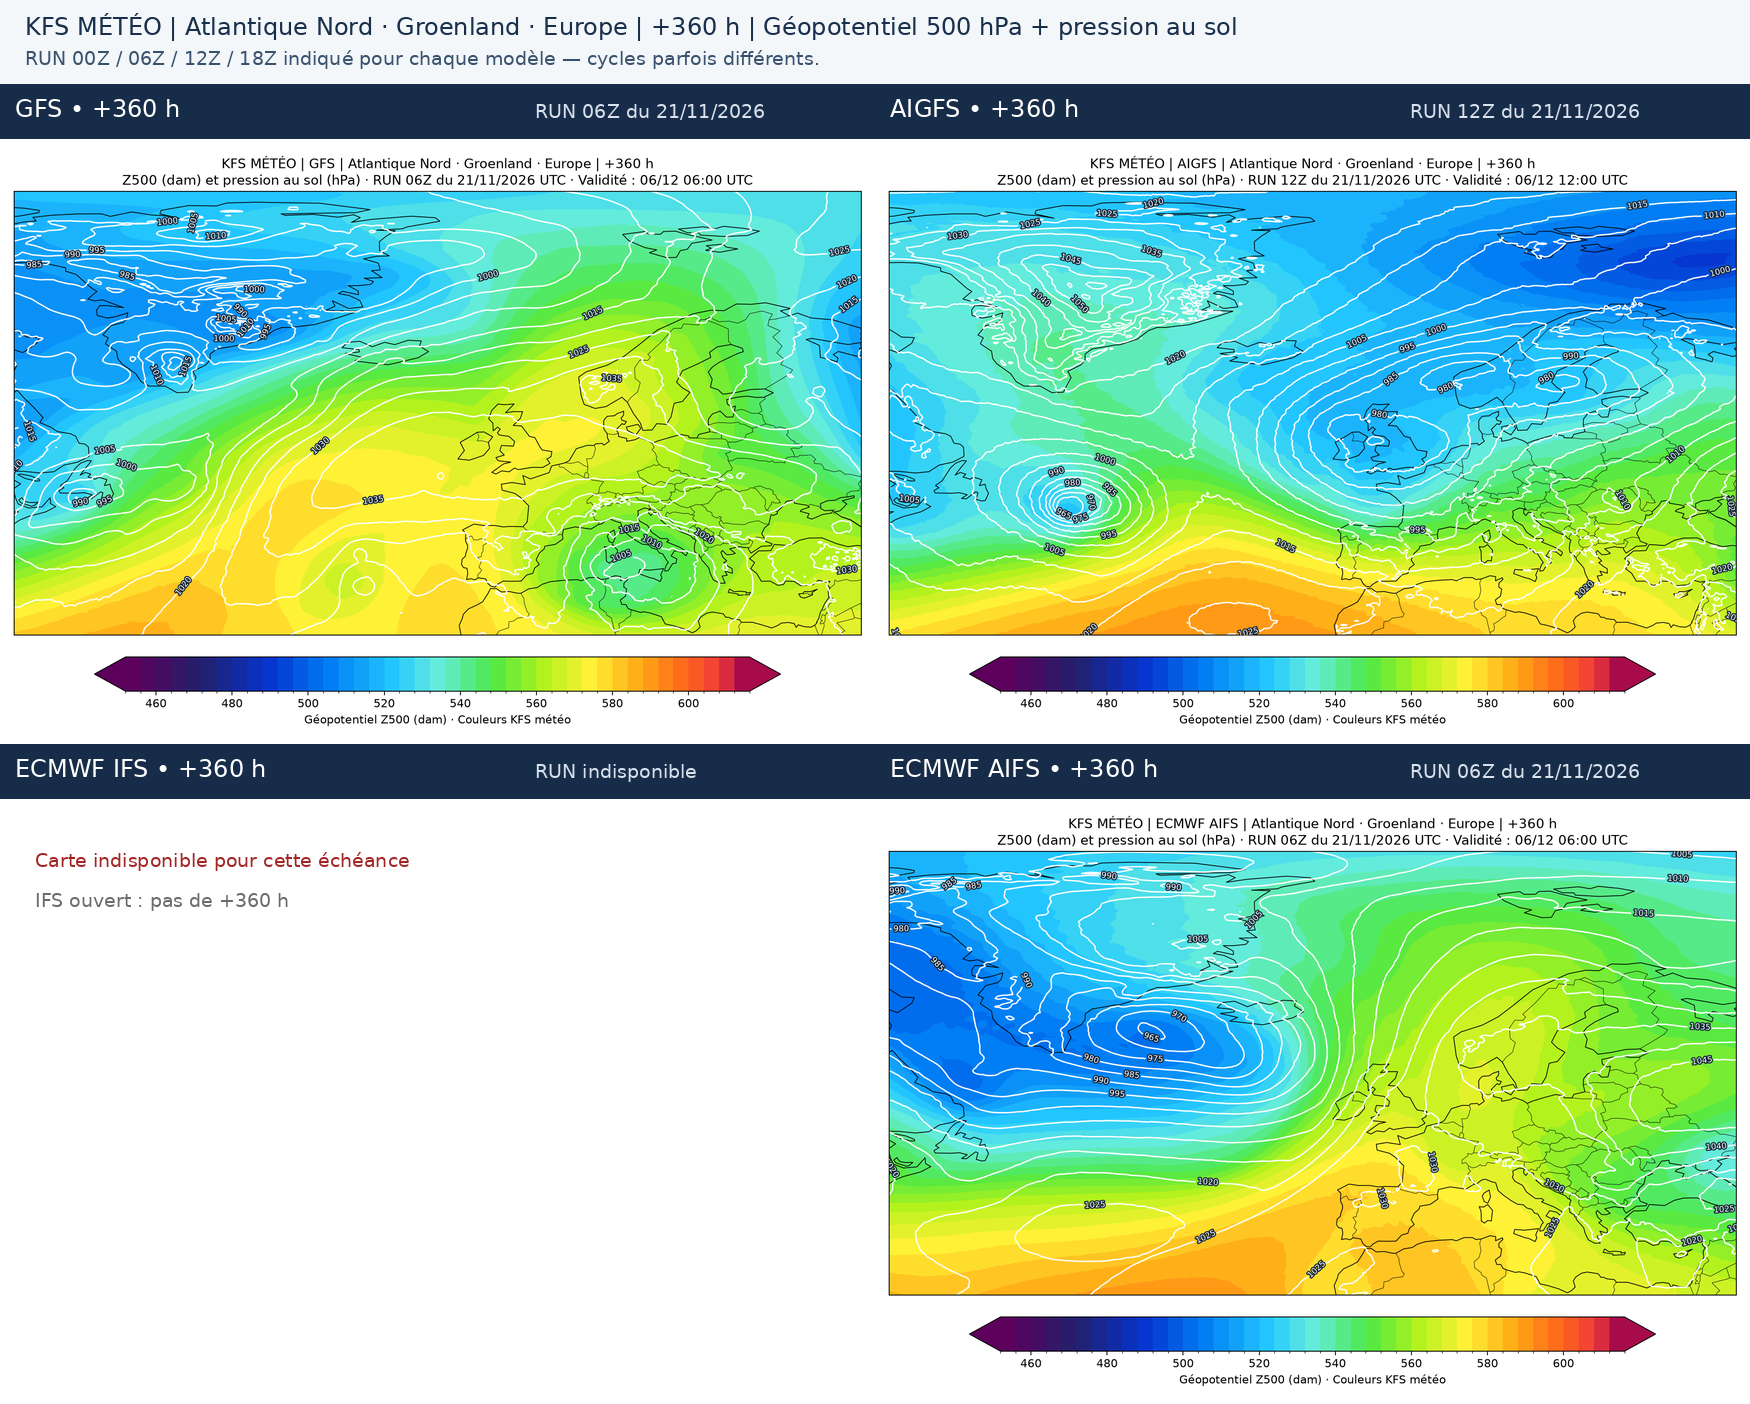 KFS MÉTÉO | Atlantique Nord · Groenland · Europe | +360 h | Géopotentiel 500 hPa + pression au sol
RUN 00Z / 06Z / 12Z / 18Z indiqué pour chaque modèle — cycles parfois différents.
GFS • +360 h
RUN 06Z du 21/11/2026
AIGFS • +360 h
RUN 12Z du 21/11/2026
KFS MÉTÉO | GFS | Atlantique Nord · Groenland · Europe | +360 h
Z500 (dam) et pression au sol (hPa) · RUN 06Z du 21/11/2026 UTC · Validité : 06/12 06:00 UTC
KFS MÉTÉO | AIGFS | Atlantique Nord · Groenland · Europe | +360 h
Z500 (dam) et pression au sol (hPa) · RUN 12Z du 21/11/2026 UTC · Validité : 06/12 12:00 UTC
460 480 500 520 540 560 580 600
Géopotentiel Z500 (dam) · Couleurs KFS météo
460 480 500 520 540 560 580 600
Géopotentiel Z500 (dam) · Couleurs KFS météo
ECMWF IFS • +360 h
RUN indisponible
ECMWF AIFS • +360 h
RUN 06Z du 21/11/2026
Carte indisponible pour cette échéance
IFS ouvert : pas de +360 h
KFS MÉTÉO | ECMWF AIFS | Atlantique Nord · Groenland · Europe | +360 h
Z500 (dam) et pression au sol (hPa) · RUN 06Z du 21/11/2026 UTC · Validité : 06/12 06:00 UTC
460 480 500 520 540 560 580 600
Géopotentiel Z500 (dam) · Couleurs KFS météo